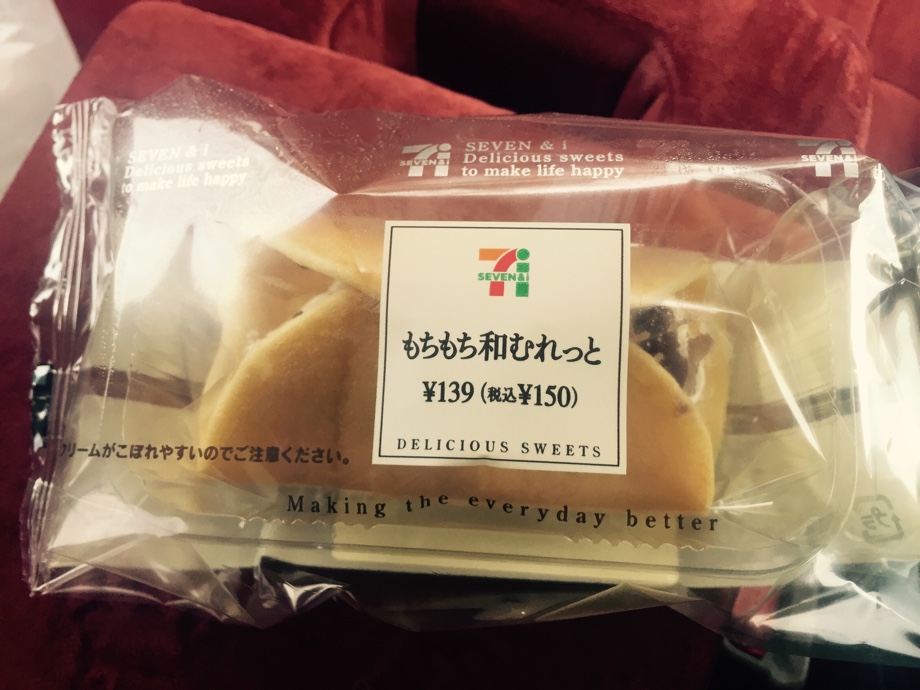 SEVEN & i
Delicious sweets
to make life happy
SEVEN&i
SEVEN & i
Delicious sweets
to make life happy
SEVEN&i
SEVEN&i
もちもち和むれっと
¥139(税込¥150)
DELICIOUS SWEETS
リームがこぼれやすいのでご注意ください。
Making the everyday better